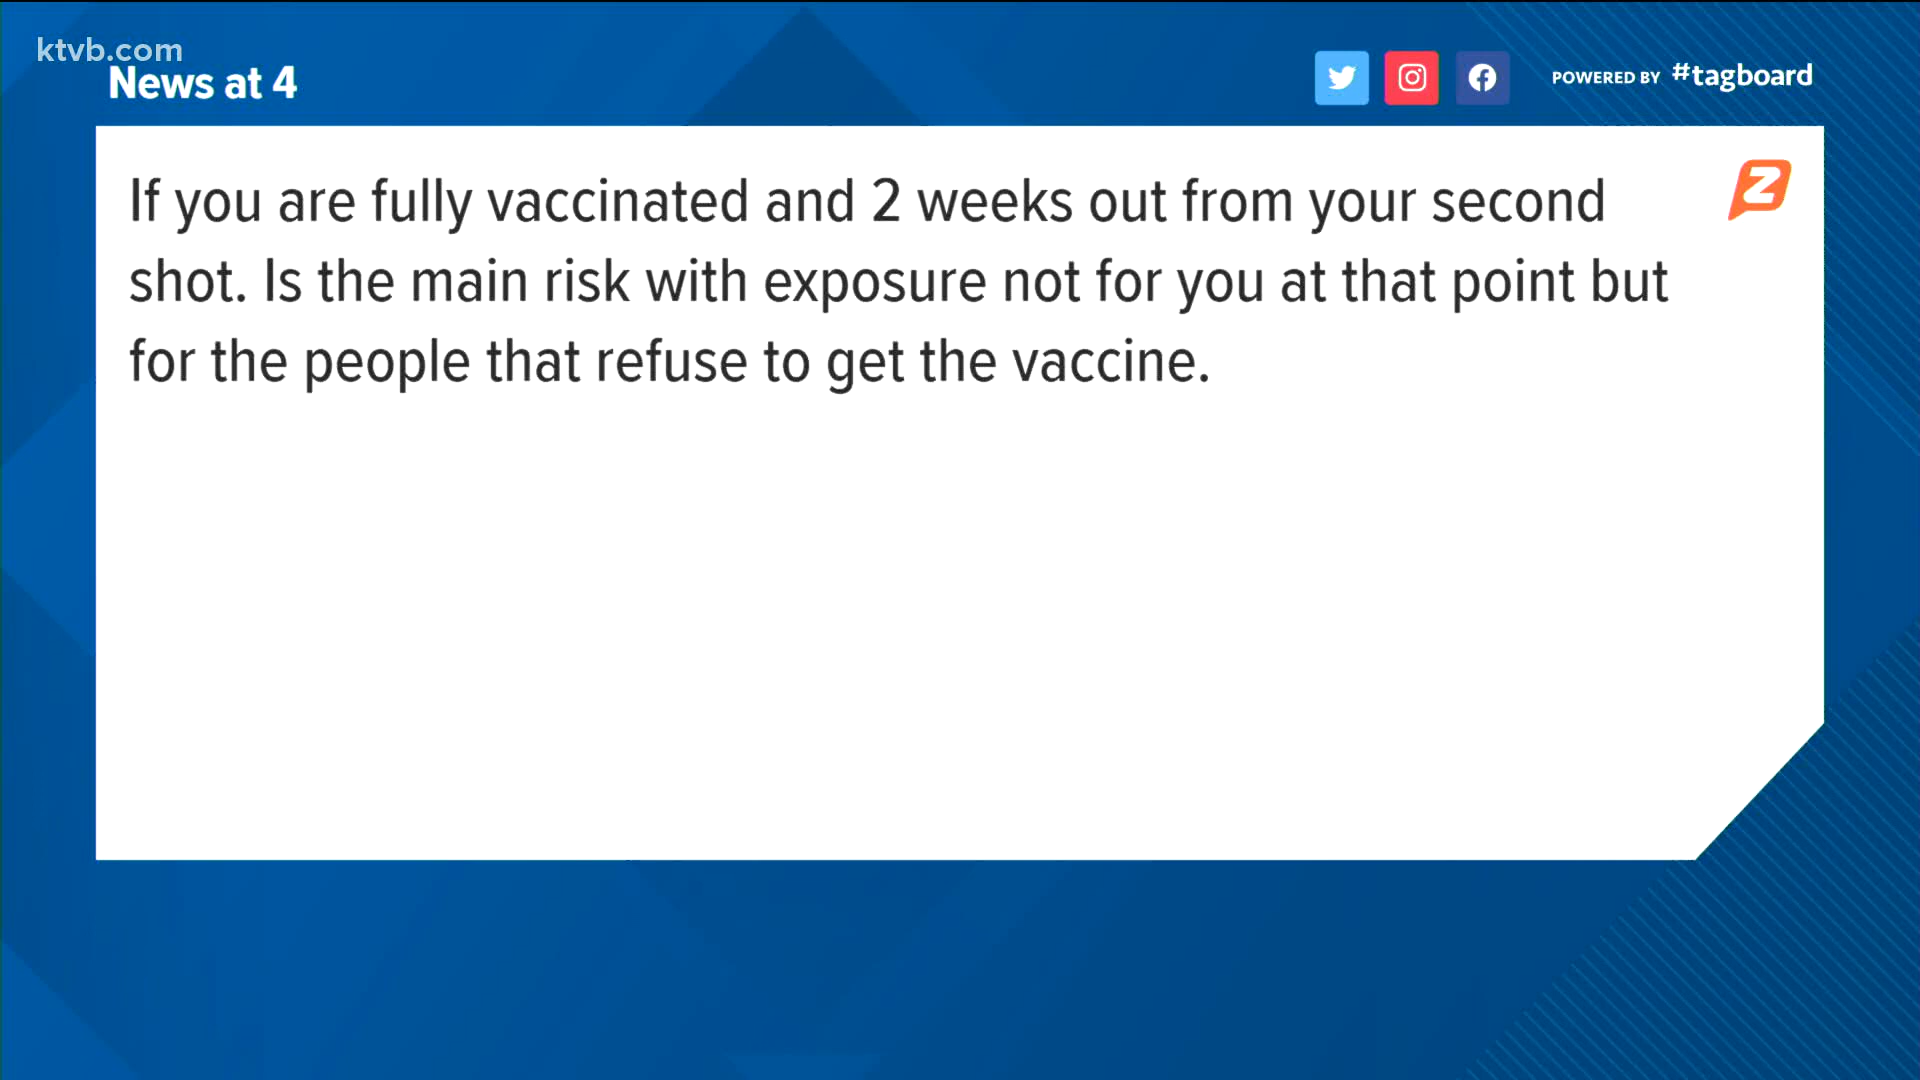 ktvb.com
News at 4
POWERED BY #tagboard
If you are fully vaccinated and 2 weeks out from your second
shot. Is the main risk with exposure not for you at that point but
for the people that refuse to get the vaccine.